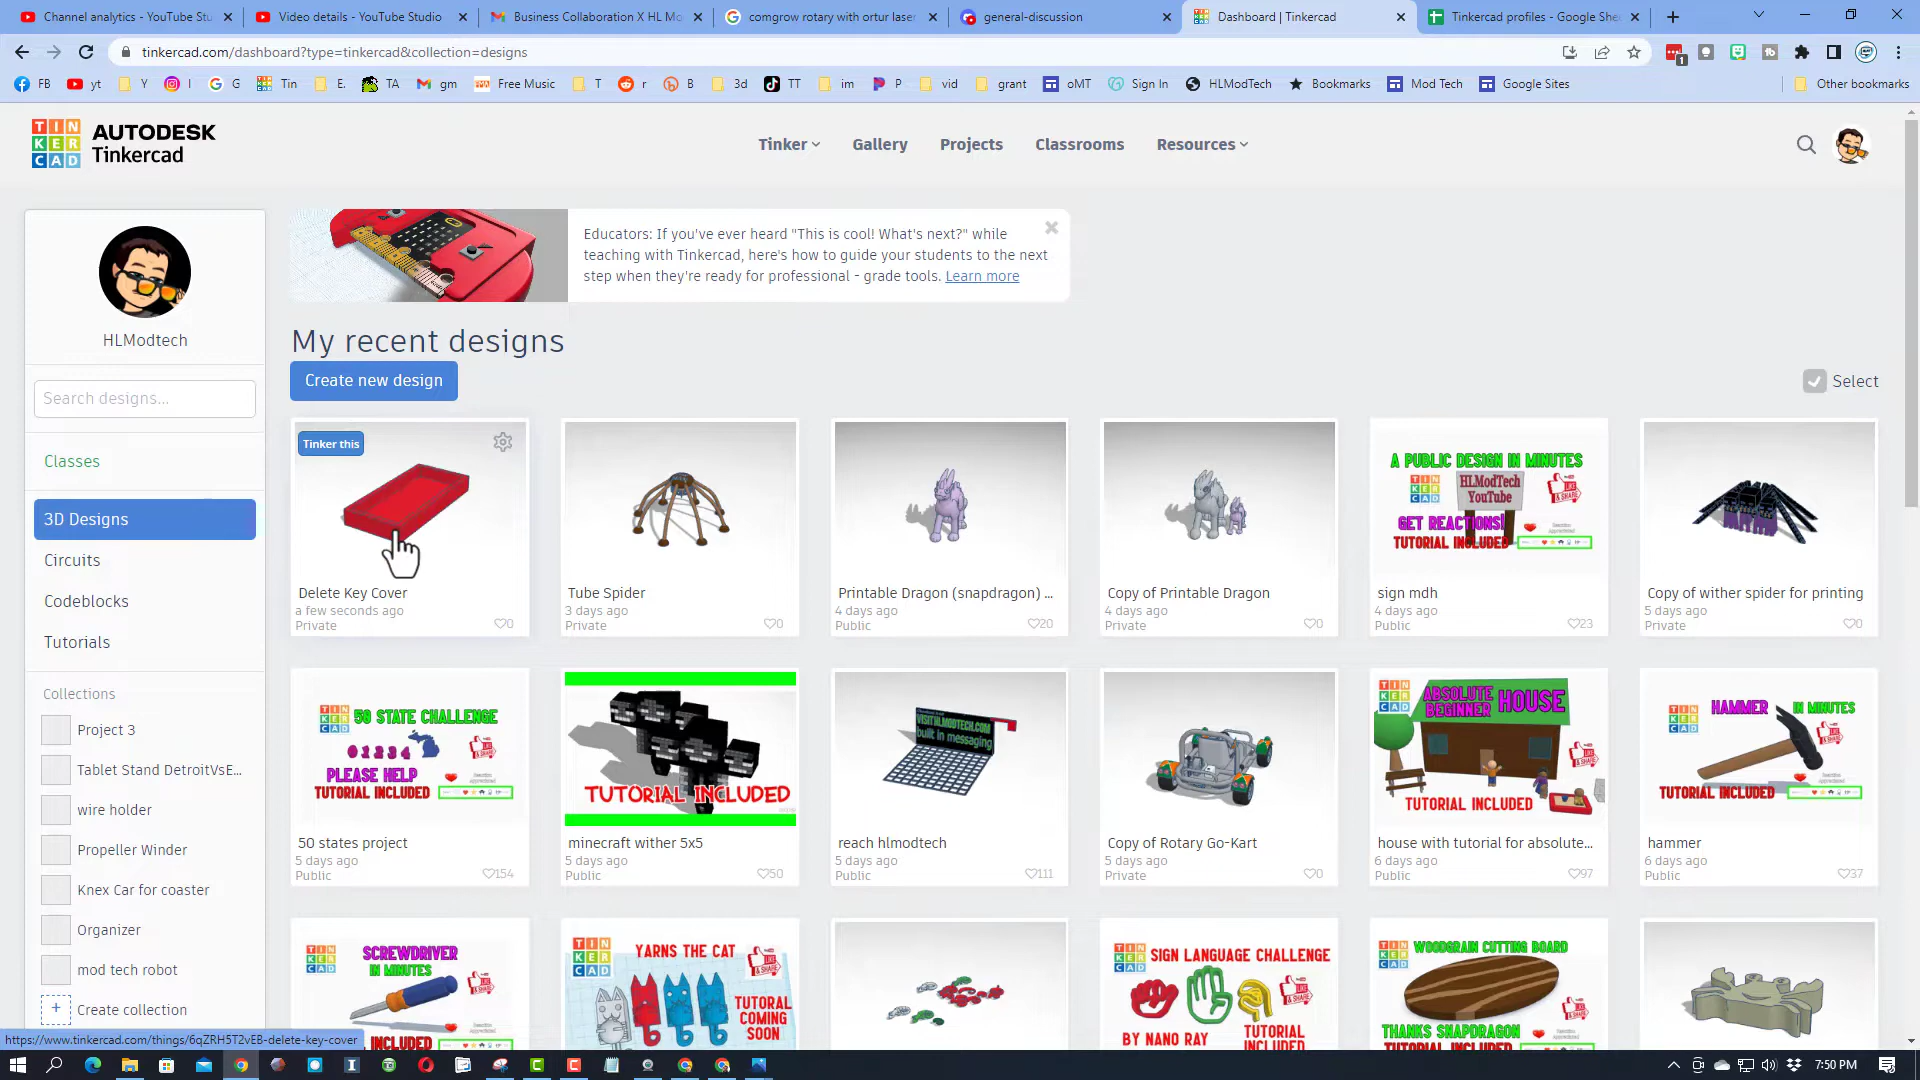 Channel analytics - YouTube Stu
Video details - YouTube Studio
Business Collaboration X HL Mo
comgrow rotary with ortur laser
general-discussion
Dashboard | Tinkercad
Tinkercad profiles - Google She
tinkercad.com/dashboard?type=tinkercad&collection=designs
1
FB
yt
Y
I
G
Tin
E.
TA
gm
Free Music
T
r
B
3d
TT
im
P
vid
grant
oMT
Sign In
HLModTech
Bookmarks
Mod Tech
Google Sites
Other bookmarks
TIN
KER
CAD
AUTODESK
Tinkercad
Tinker
Gallery
Projects
Classrooms
Resources
HLModtech
Search designs...
Classes
3D Designs
Circuits
Codeblocks
Tutorials
Collections
Project 3
Tablet Stand DetroitVsE...
wire holder
Propeller Winder
Knex Car for coaster
Organizer
mod tech robot
+ Create collection
Educators: If you've ever heard "This is cool! What's next?" while
teaching with Tinkercad, here's how to guide your students to the next
step when they're ready for professional - grade tools. Learn more
My recent designs
Create new design
Select
Tinker this
Delete Key Cover
a few seconds ago
Private
0
Tube Spider
3 days ago
Private
0
Printable Dragon (snapdragon) ...
4 days ago
Public
20
Copy of Printable Dragon
4 days ago
Private
0
A PUBLIC DESIGN IN MINUTES
HLModTech
YouTube
GET REACTIONS!
TUTORIAL INCLUDED
sign mdh
4 days ago
Public
23
Copy of wither spider for printing
5 days ago
Private
0
50 STATE CHALLENGE
01234
PLEASE HELP
TUTORIAL INCLUDED
50 states project
5 days ago
Public
154
TUTORIAL INCLUDED
minecraft wither 5x5
5 days ago
Public
50
VISITHLMODTECH.COM
built in messaging
reach hlmodtech
5 days ago
Public
111
Copy of Rotary Go-Kart
5 days ago
Private
0
ABSOLUTE
BEGINNER HOUSE
TUTORIAL INCLUDED
house with tutorial for absolute...
6 days ago
Public
97
HAMMER IN MINUTES
TUTORIAL INCLUDED
hammer
6 days ago
Public
37
SCREWDRIVER
IN MINUTES
YARNS THE CAT
TUTORAL
COMING
SOON
SIGN LANGUAGE CHALLENGE
BY NANO RAY
TUTORIAL
INCLUDED
WOODGRAIN CUTTING BOARD
THANKS SNAPDRAGON
TUTORIAL INCLUDED
https://www.tinkercad.com/things/6qZRH5T2vEB-delete-key-cover
7:50 PM